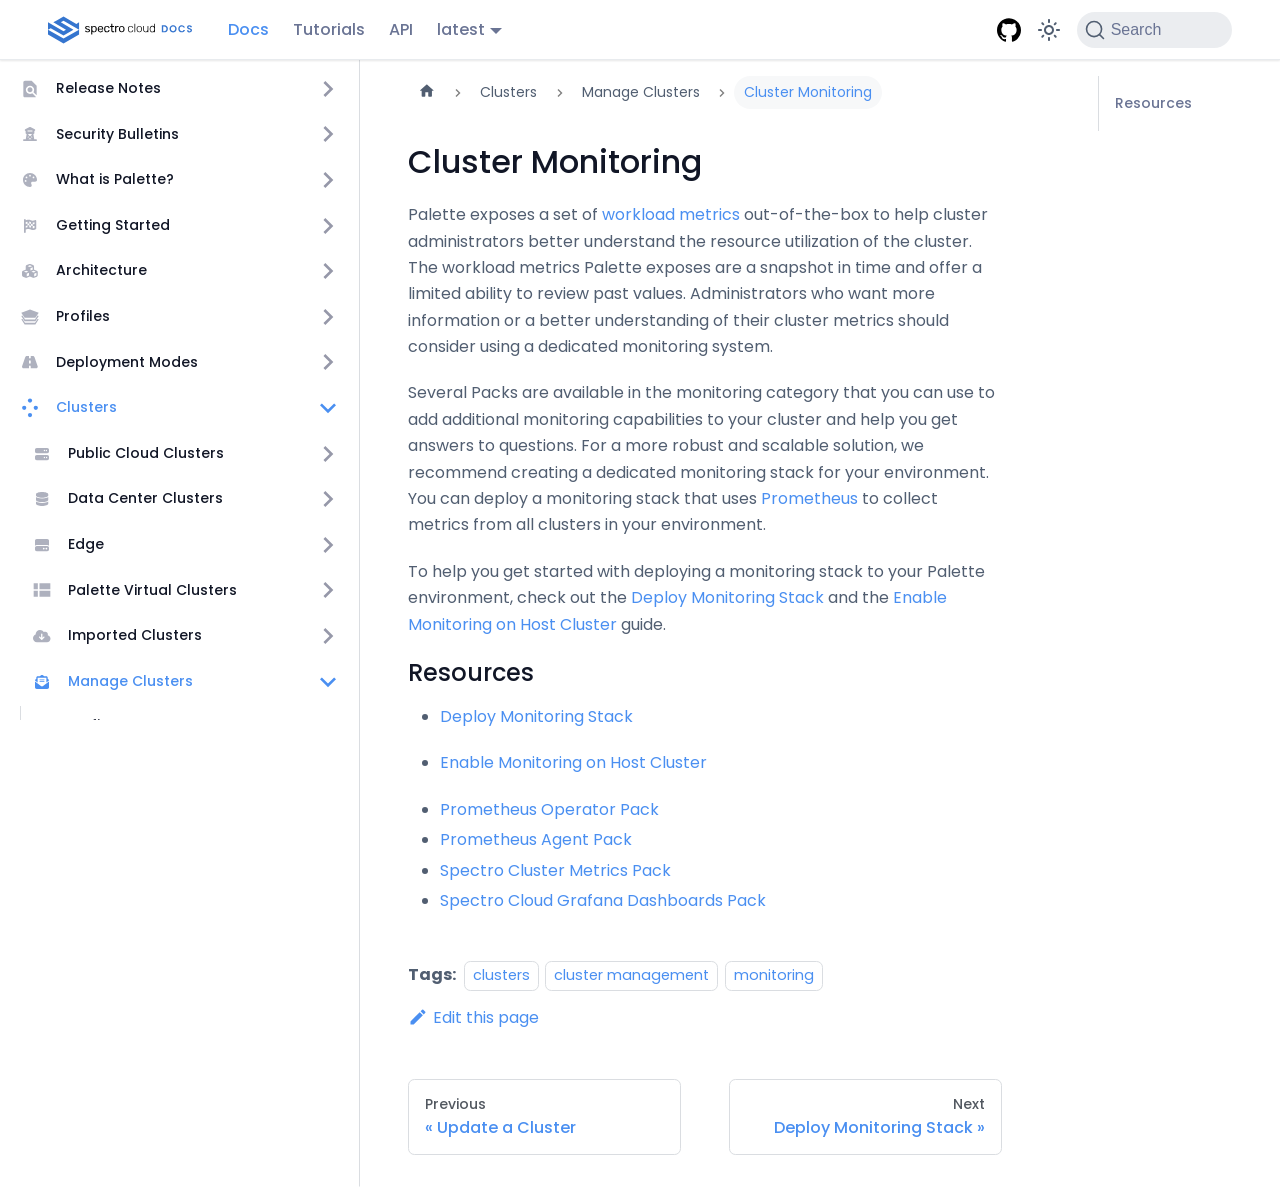 spectro cloud DOCS
Docs
Tutorials
API
latest
Search
Release Notes
Security Bulletins
What is Palette?
Getting Started
Architecture
Profiles
Deployment Modes
Clusters
Public Cloud Clusters
Data Center Clusters
Edge
Palette Virtual Clusters
Imported Clusters
Manage Clusters
Clusters
Manage Clusters
Cluster Monitoring
Cluster Monitoring
Palette exposes a set of workload metrics out-of-the-box to help cluster
administrators better understand the resource utilization of the cluster.
The workload metrics Palette exposes are a snapshot in time and offer a
limited ability to review past values. Administrators who want more
information or a better understanding of their cluster metrics should
consider using a dedicated monitoring system.
Several Packs are available in the monitoring category that you can use to
add additional monitoring capabilities to your cluster and help you get
answers to questions. For a more robust and scalable solution, we
recommend creating a dedicated monitoring stack for your environment.
You can deploy a monitoring stack that uses Prometheus to collect
metrics from all clusters in your environment.
To help you get started with deploying a monitoring stack to your Palette
environment, check out the Deploy Monitoring Stack and the Enable
Monitoring on Host Cluster guide.
Resources
Deploy Monitoring Stack
Enable Monitoring on Host Cluster
Prometheus Operator Pack
Prometheus Agent Pack
Spectro Cluster Metrics Pack
Spectro Cloud Grafana Dashboards Pack
Tags: clusters cluster management monitoring
Edit this page
Previous
« Update a Cluster
Next
Deploy Monitoring Stack »
Resources